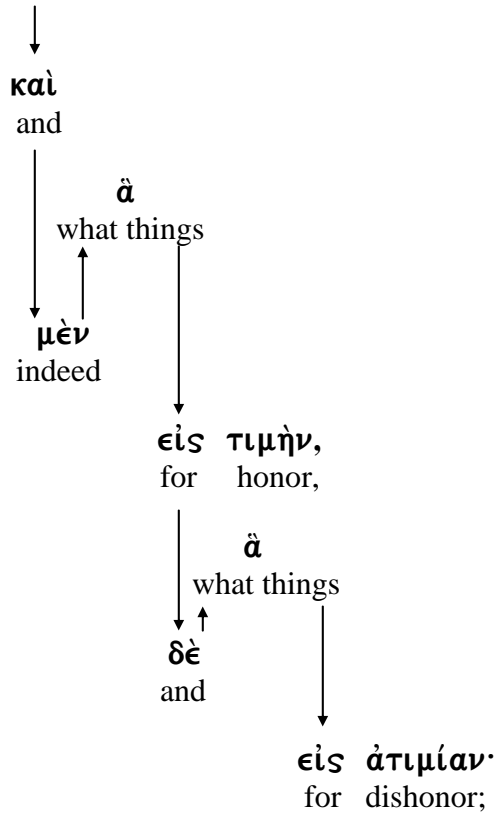 καὶ
and
ἃ
what things
μὲν
indeed
εἰς τιμὴν,
for honor,
ἃ
what things
δὲ
and
εἰς ἀτιμίαν·
for dishonor;